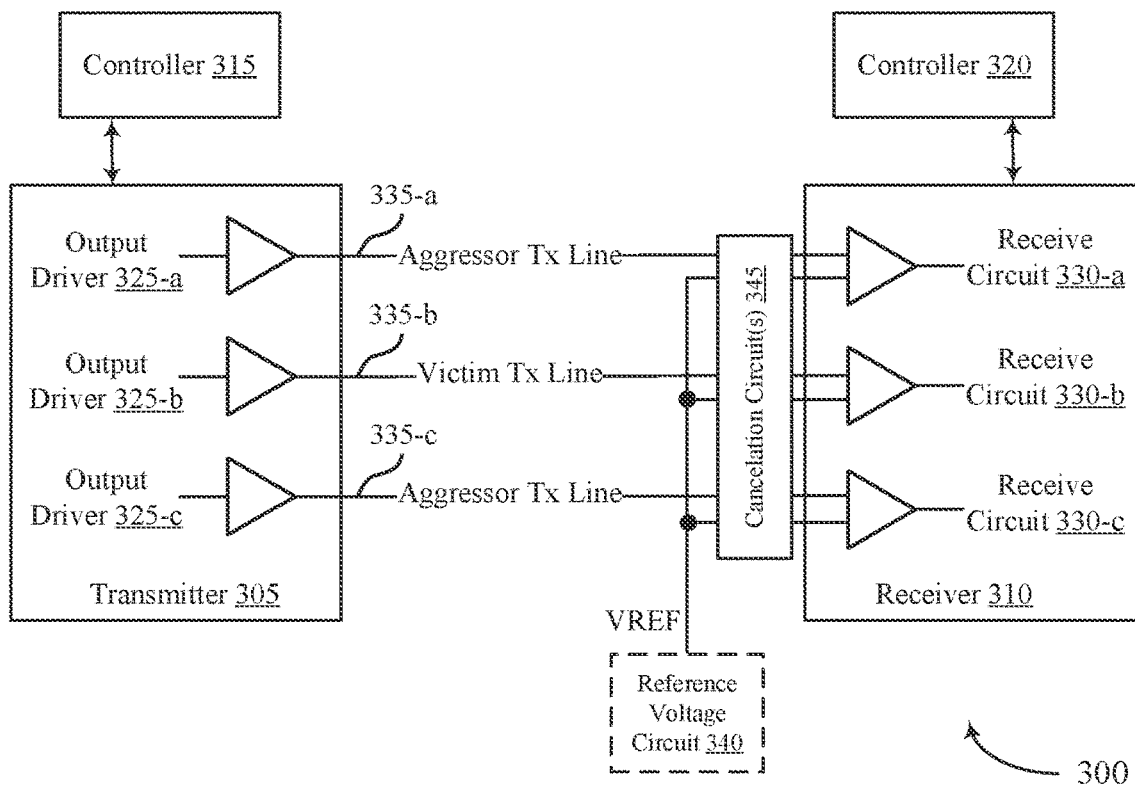 Controller 315
Controller 320
335-a
Output
Driver 325-a
Aggressor Tx Line
Receive
Circuit 330-a
335-b
Output
Driver 325-b
Victim Tx Line
Cancelation Circuit(s) 345
Receive
Circuit 330-b
335-c
Output
Driver 325-c
Aggressor Tx Line
Receive
Circuit 330-c
Transmitter 305
Receiver 310
VREF
Reference
Voltage
Circuit 340
300